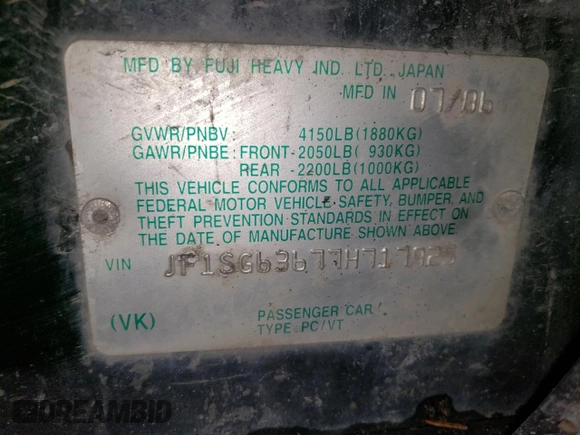 MFD BY FUJI HEAVY IND. LTD. JAPAN
MFD IN 07/06
GVWR/PNBV: 4150LB(1880KG)
GAWR/PNBE: FRONT-2050LB( 930KG)
REAR -2200LB(1000KG)
THIS VEHICLE CONFORMS TO ALL APPLICABLE
FEDERAL MOTOR VEHICLE SAFETY, BUMPER, AND
THEFT PREVENTION STANDARDS IN EFFECT ON
THE DATE OF MANUFACTURE SHOWN ABOVE
VIN
(VK)
PASSENGER CAR
TYPE PC/VT
DREAMBID